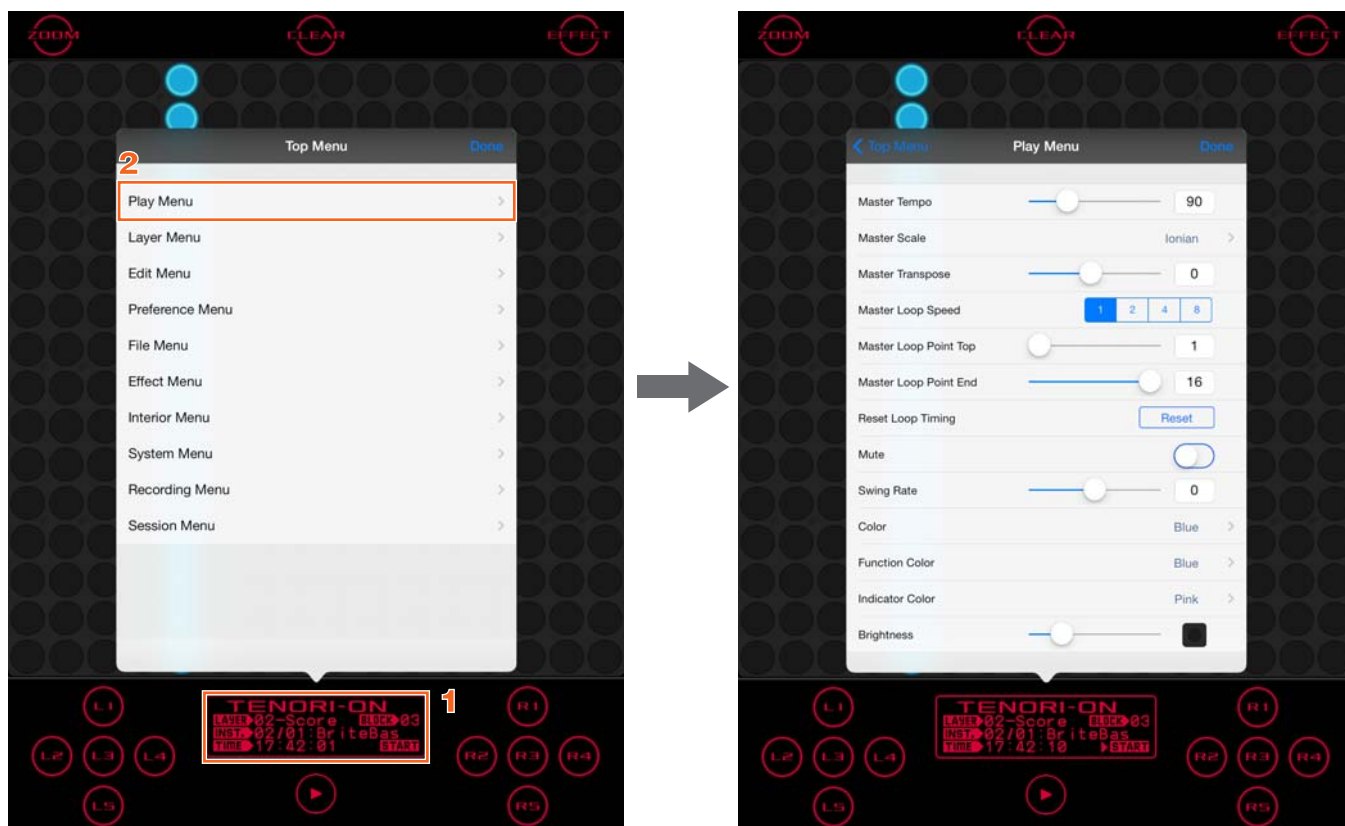 ZOOM CLEAR EFFECT
Top Menu Done
2
Play Menu
Layer Menu
Edit Menu
Preference Menu
File Menu
Effect Menu
Interior Menu
System Menu
Recording Menu
Session Menu
1
TENORI-ON
LAYER 02-Score BLOCK 03
INST. 02/01:BriteBas
TIME 17:42:01 START
L1
L2 L3 L4
L5
R1
R2 R3 R4
R5
ZOOM CLEAR EFFECT
Top Menu Play Menu Done
Master Tempo 90
Master Scale Ionian
Master Transpose 0
Master Loop Speed 1 2 4 8
Master Loop Point Top 1
Master Loop Point End 16
Reset Loop Timing Reset
Mute
Swing Rate 0
Color Blue
Function Color Blue
Indicator Color Pink
Brightness
TENORI-ON
LAYER 02-Score BLOCK 03
INST. 02/01:BriteBas
TIME 17:42:10 START
L1
L2 L3 L4
L5
R1
R2 R3 R4
R5